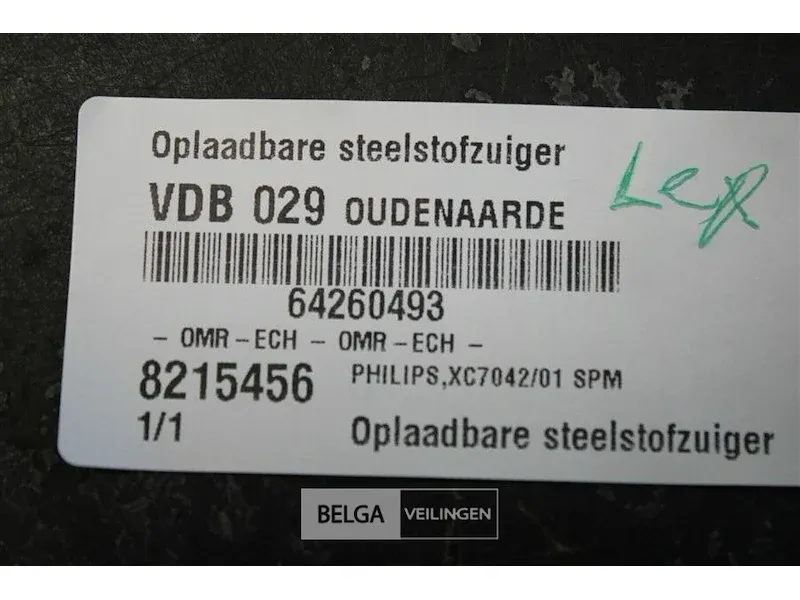 Oplaadbare steelstofzuiger
VDB 029 OUDENAARDE
64260493
- OMR-ECH - OMR-ECH -
8215456 PHILIPS,XC7042/01 SPM
1/1 Oplaadbare steelstofzuiger
BELGA VEILINGEN